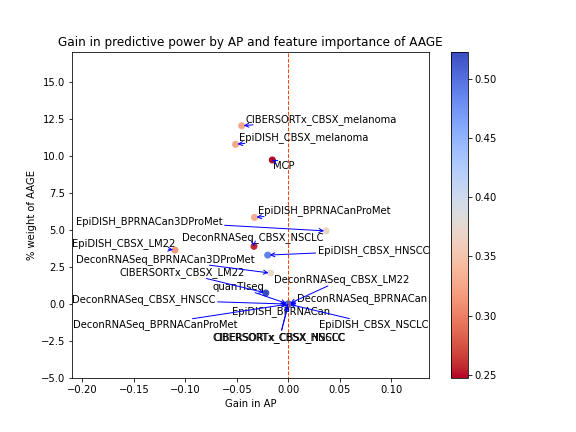 Gain in predictive power by AP and feature importance of AAGE
% weight of AAGE
15.0
12.5
10.0
7.5
5.0
2.5
0.0
−2.5
−5.0
CIBERSORTx_CBSX_melanoma
EpiDISH_CBSX_melanoma
MCP
EpiDISH_BPRNACanProMet
EpiDISH_BPRNACan3DProMet
DeconRNASeq_CBSX_NSCLC
EpiDISH_CBSX_LM22
EpiDISH_CBSX_HNSCC
DeconRNASeq_BPRNACan3DProMet
CIBERSORTx_CBSX_LM22
DeconRNASeq_CBSX_LM22
quanTIseq
DeconRNASeq_CBSX_HNSCC
DeconRNASeq_BPRNACan
EpiDISH_BPRNACan
DeconRNASeq_BPRNACanProMet
EpiDISH_CBSX_NSCLC
−0.20
−0.15
−0.10
−0.05
0.00
0.05
0.10
Gain in AP
0.50
0.45
0.40
0.35
0.30
0.25